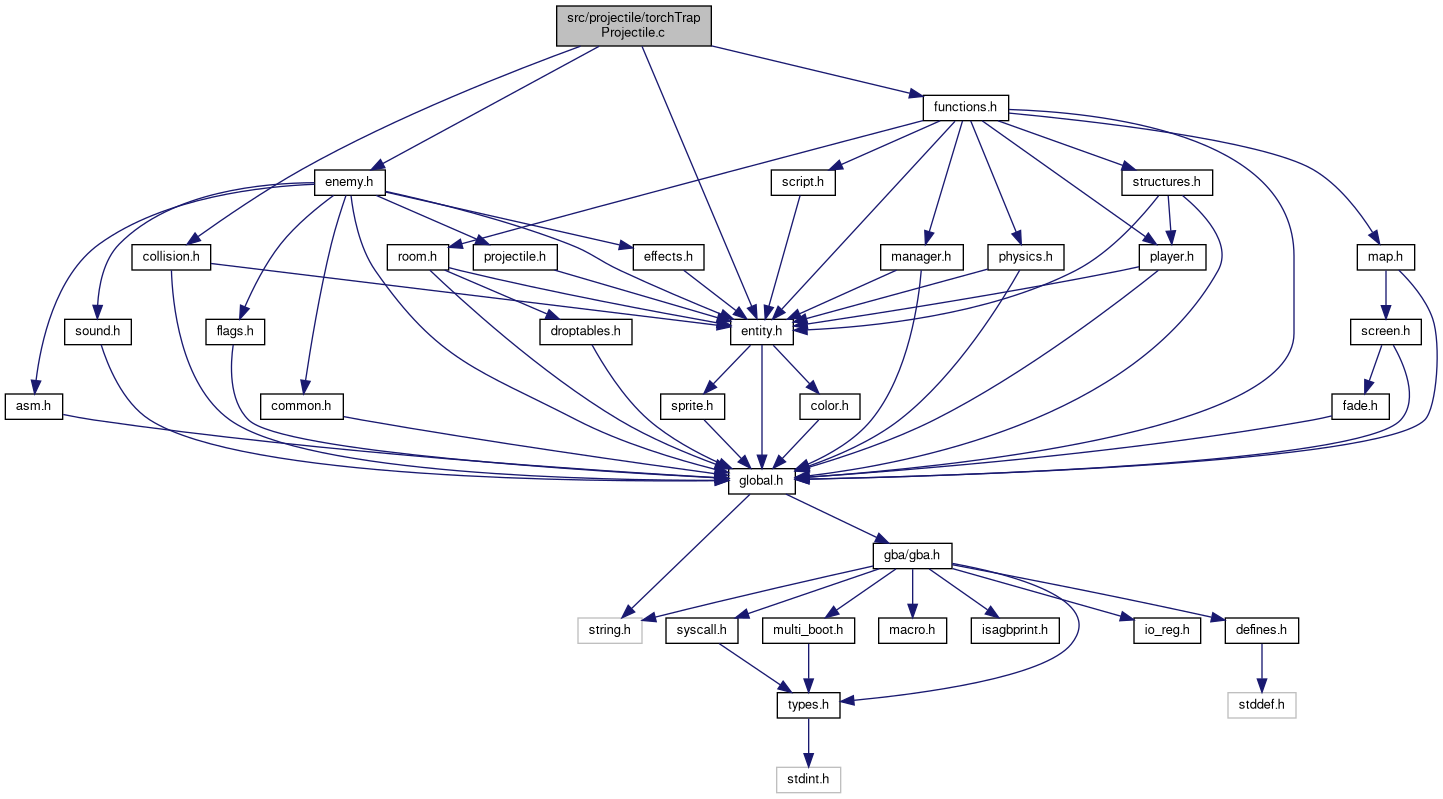 src/projectile/torchTrap
Projectile.c
functions.h
enemy.h
script.h
structures.h
collision.h
room.h
projectile.h
effects.h
manager.h
physics.h
player.h
map.h
sound.h
flags.h
droptables.h
entity.h
screen.h
asm.h
common.h
sprite.h
color.h
fade.h
global.h
gba/gba.h
string.h
syscall.h
multi_boot.h
macro.h
isagbprint.h
io_reg.h
defines.h
types.h
stddef.h
stdint.h